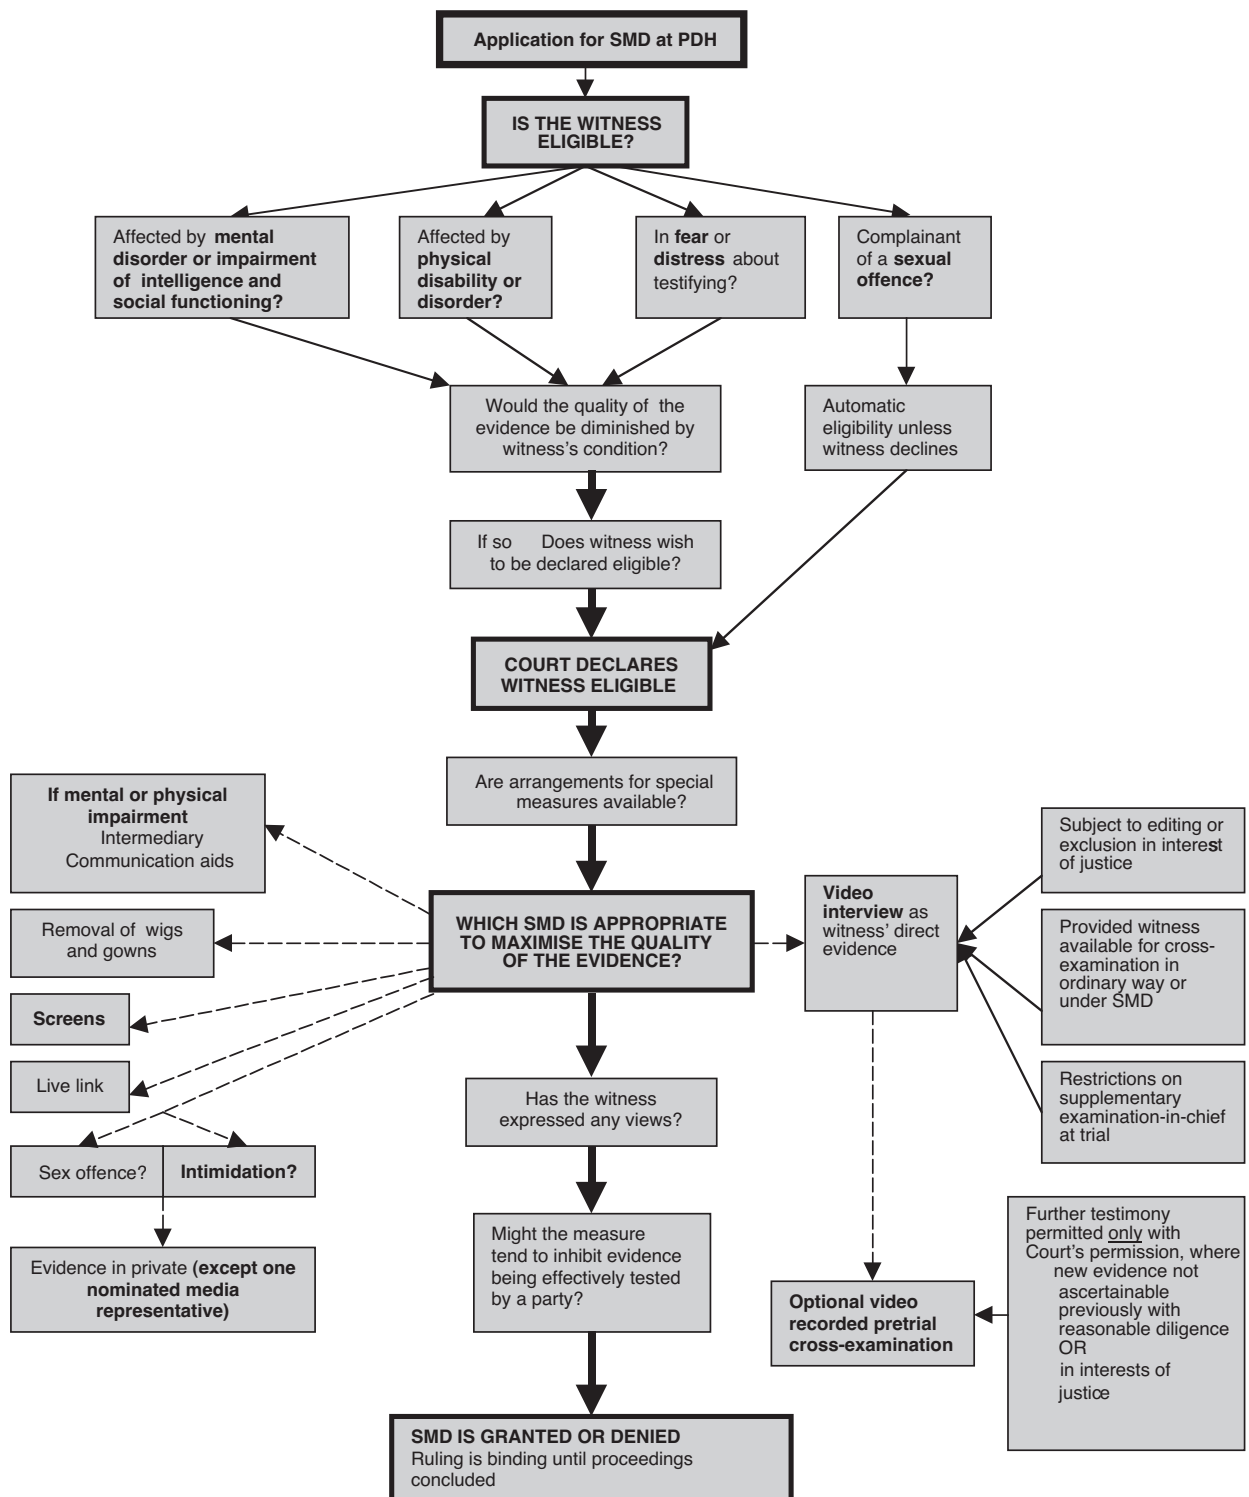 Application for SMD at PDH
IS THE WITNESS
ELIGIBLE?
Affected by mental
disorder or impairment
of intelligence and
social functioning?
Affected by
physical
disability or
disorder?
In fear or
distress about
testifying?
Complainant
of a sexual
offence?
Would the quality of the
evidence be diminished by
witness's condition?
Automatic
eligibility unless
witness declines
If so Does witness wish
to be declared eligible?
COURT DECLARES
WITNESS ELIGIBLE
Are arrangements for special
measures available?
If mental or physical
impairment
Intermediary
Communication aids
Removal of wigs
and gowns
Screens
Live link
Sex offence?
Intimidation?
Evidence in private (except one
nominated media
representative)
WHICH SMD IS APPROPRIATE
TO MAXIMISE THE QUALITY
OF THE EVIDENCE?
Video
interview as
witness' direct
evidence
Subject to editing or
exclusion in interest
of justice
Provided witness
available for cross-
examination in
ordinary way or
under SMD
Restrictions on
supplementary
examination-in-chief
at trial
Has the witness
expressed any views?
Might the measure
tend to inhibit evidence
being effectively tested
by a party?
Optional video
recorded pretrial
cross-examination
Further testimony
permitted only with
Court's permission, where
new evidence not
ascertainable
previously with
reasonable diligence
OR
in interests of
justice
SMD IS GRANTED OR DENIED
Ruling is binding until proceedings
concluded